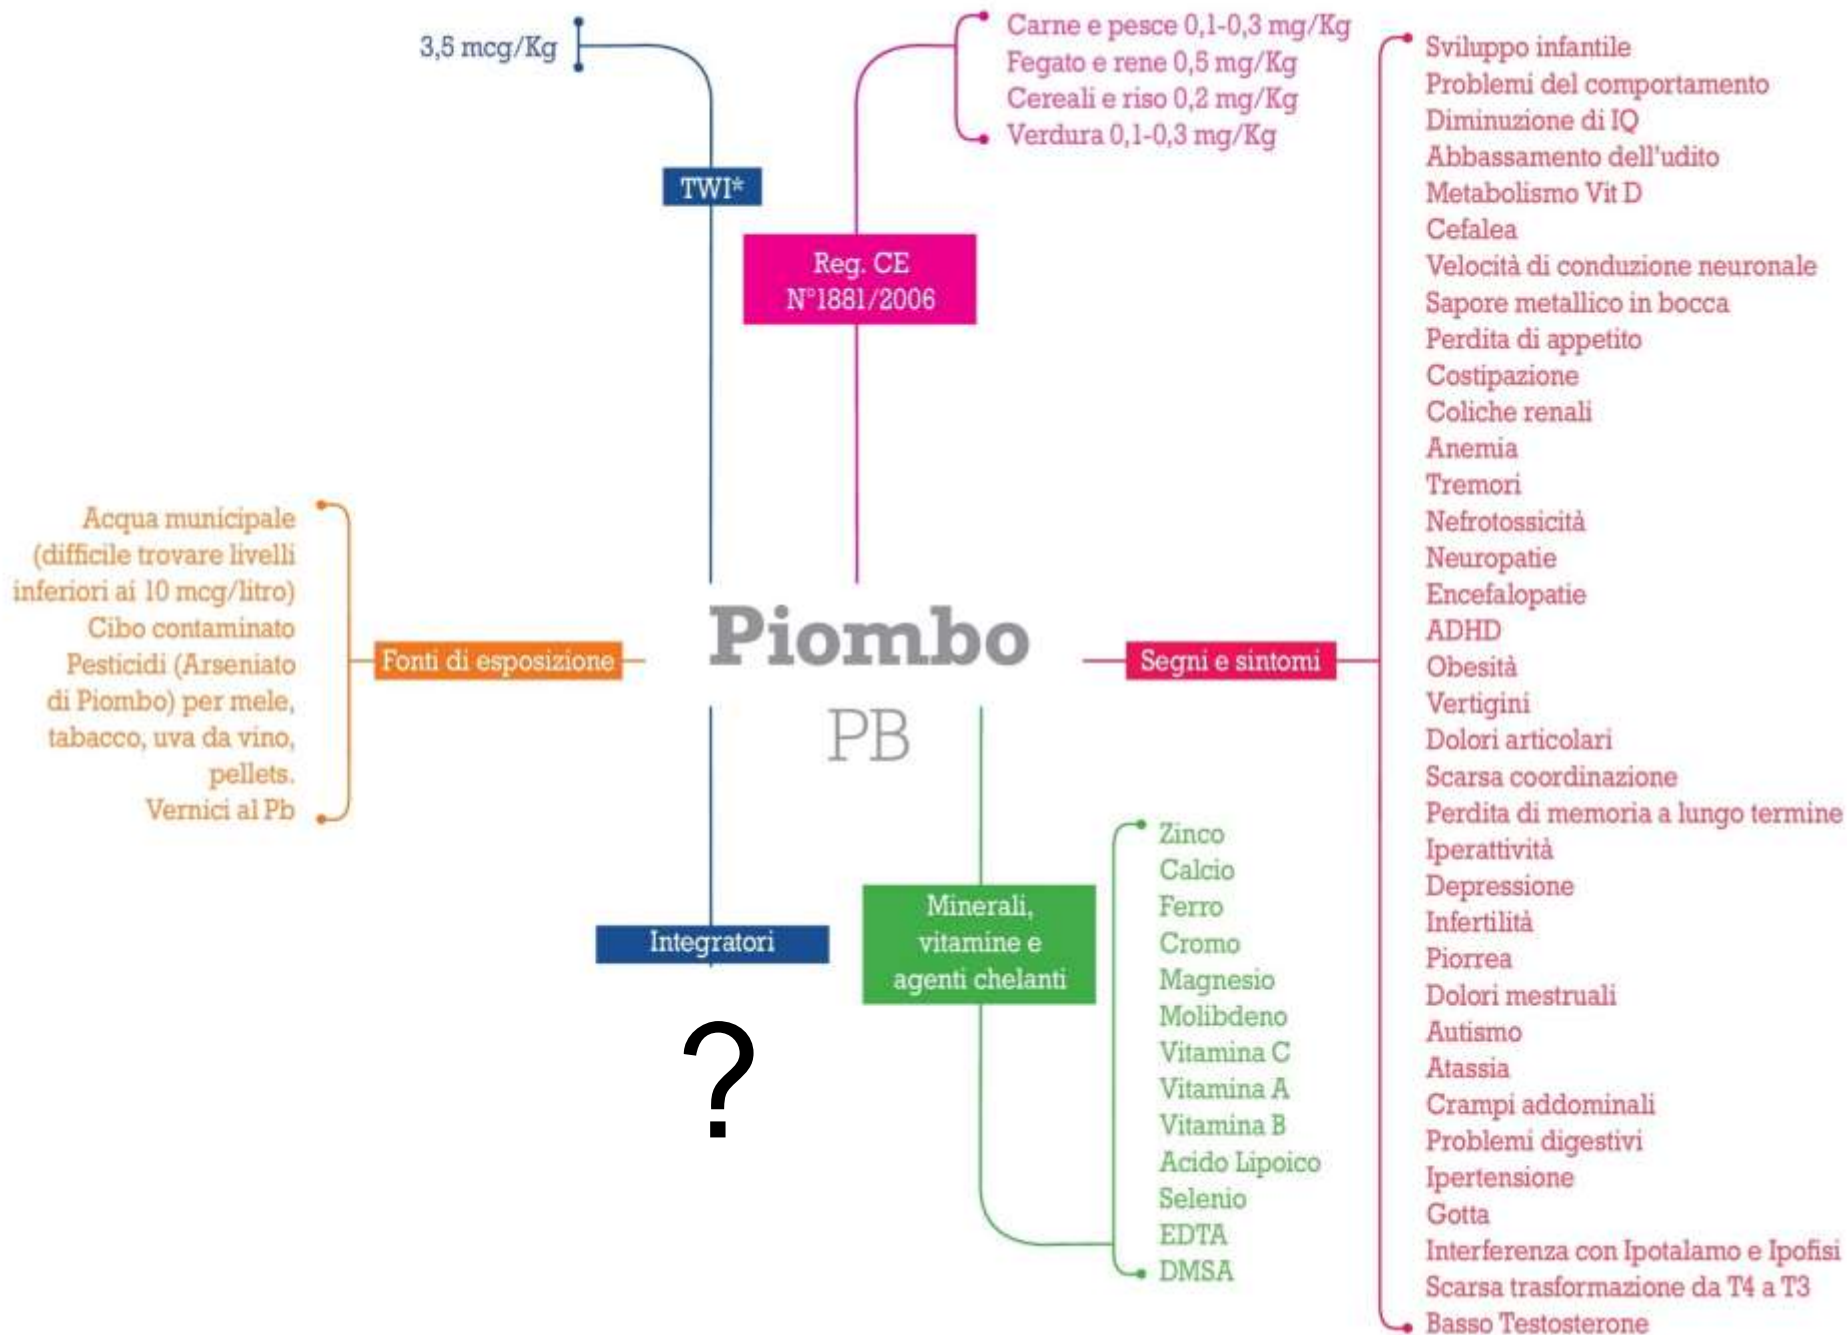 3,5 mcg/Kg
TWI*
Carne e pesce 0,1-0,3 mg/Kg
Fegato e rene 0,5 mg/Kg
Cereali e riso 0,2 mg/Kg
Verdura 0,1-0,3 mg/Kg
Reg. CE
N°1881/2006
Acqua municipale
(difficile trovare livelli
inferiori ai 10 mcg/litro)
Cibo contaminato
Pesticidi (Arseniato
di Piombo) per mele,
tabacco, uva da vino,
pellets.
Vernici al Pb
Fonti di esposizione
Piombo
PB
Segni e sintomi
Sviluppo infantile
Problemi del comportamento
Diminuzione di IQ
Abbassamento dell'udito
Metabolismo Vit D
Cefalea
Velocità di conduzione neuronale
Sapore metallico in bocca
Perdita di appetito
Costipazione
Coliche renali
Anemia
Tremori
Nefrotossicità
Neuropatie
Encefalopatie
ADHD
Obesità
Vertigini
Dolori articolari
Scarsa coordinazione
Perdita di memoria a lungo termine
Iperattività
Depressione
Infertilità
Piorrea
Dolori mestruali
Autismo
Atassia
Crampi addominali
Problemi digestivi
Ipertensione
Gotta
Interferenza con Ipotalamo e Ipofisi
Scarsa trasformazione da T4 a T3
Basso Testosterone
Integratori
?
Minerali,
vitamine e
agenti chelanti
Zinco
Calcio
Ferro
Cromo
Magnesio
Molibdeno
Vitamina C
Vitamina A
Vitamina B
Acido Lipoico
Selenio
EDTA
DMSA